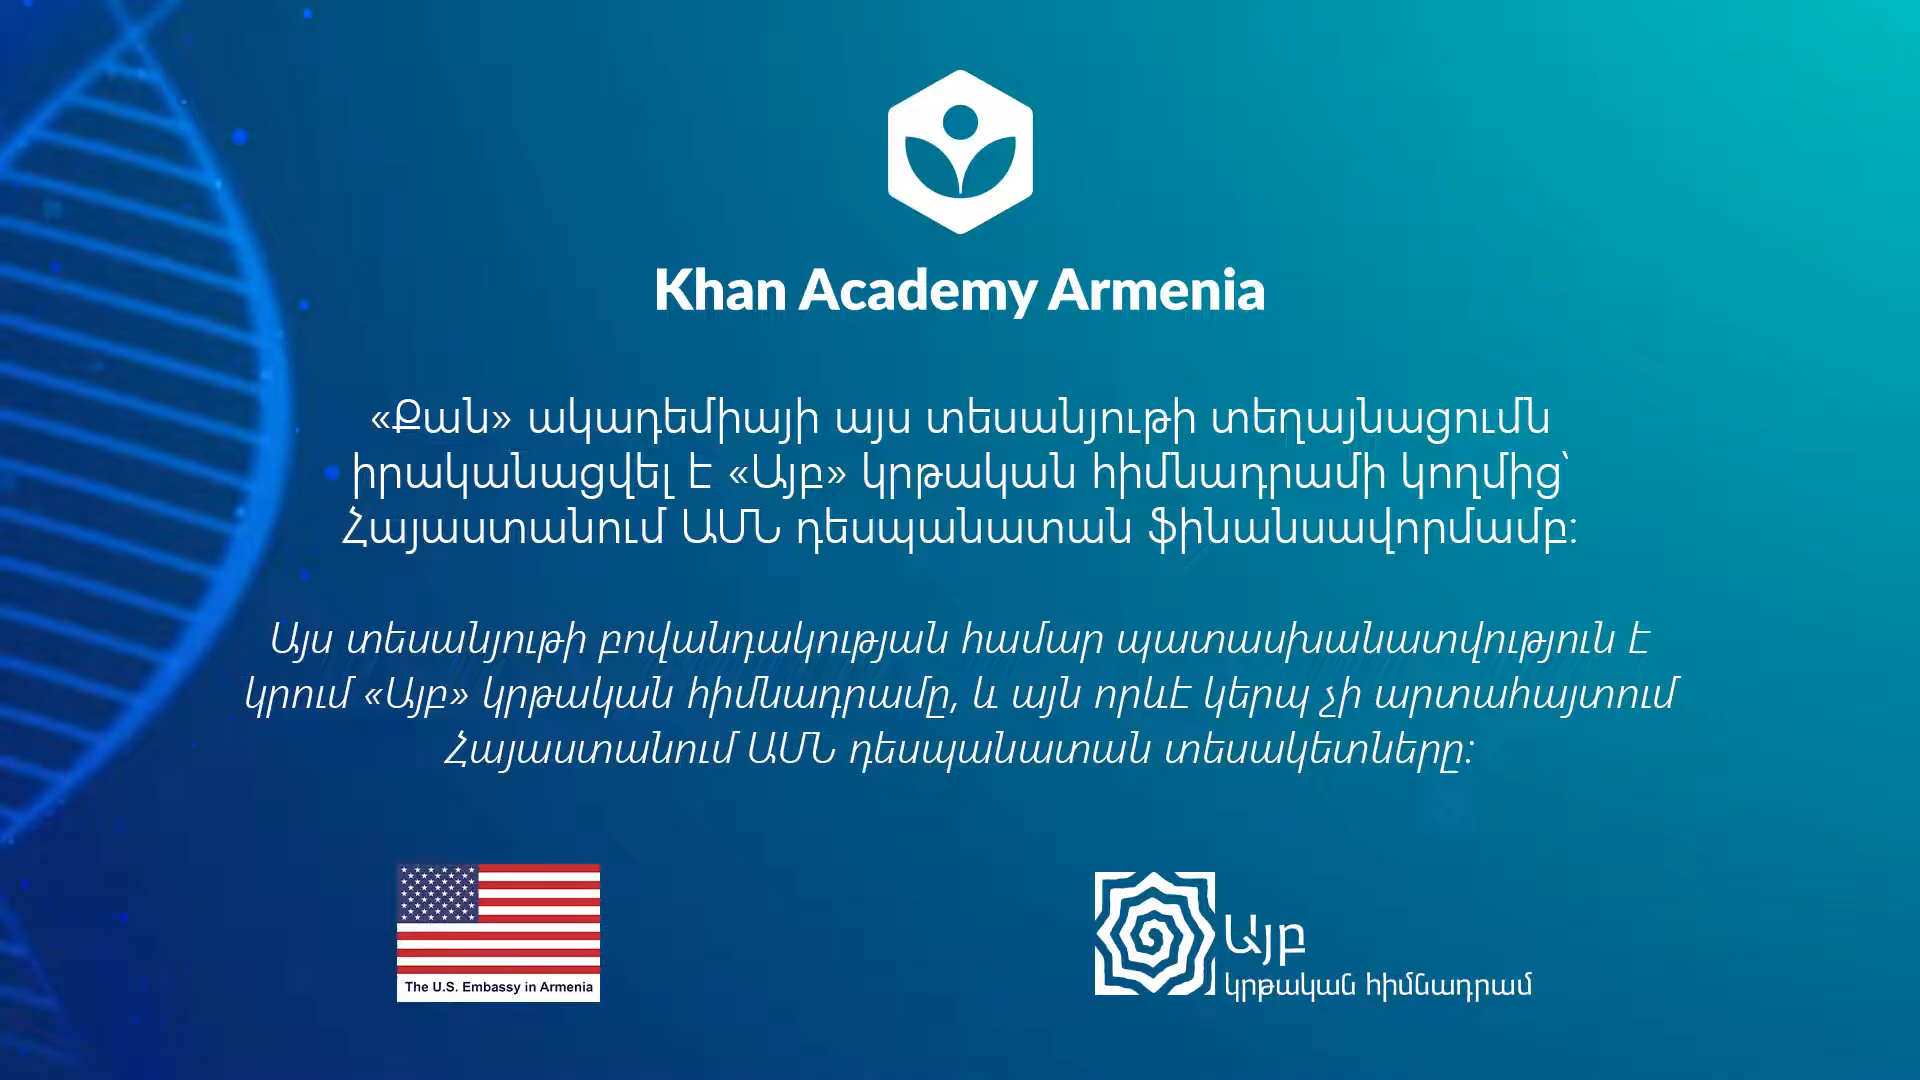 Khan Academy Armenia
«Քան» ակադեմիայի այս տեսանյութի տեղայնացումն
իրականացվել է «Այբ» կրթական հիմնադրամի կողմից՝
Հայաստանում ԱՄՆ դեսպանատան ֆինանսավորմամբ:
Այս տեսանյութի բովանդակության համար պատասխանատվություն է
կրում «Այբ» կրթական հիմնադրամը, և այն որևէ կերպ չի արտահայտում
Հայաստանում ԱՄՆ դեսպանատան տեսակետները:
The U.S. Embassy in Armenia
Այբ
կրթական հիմնադրամ